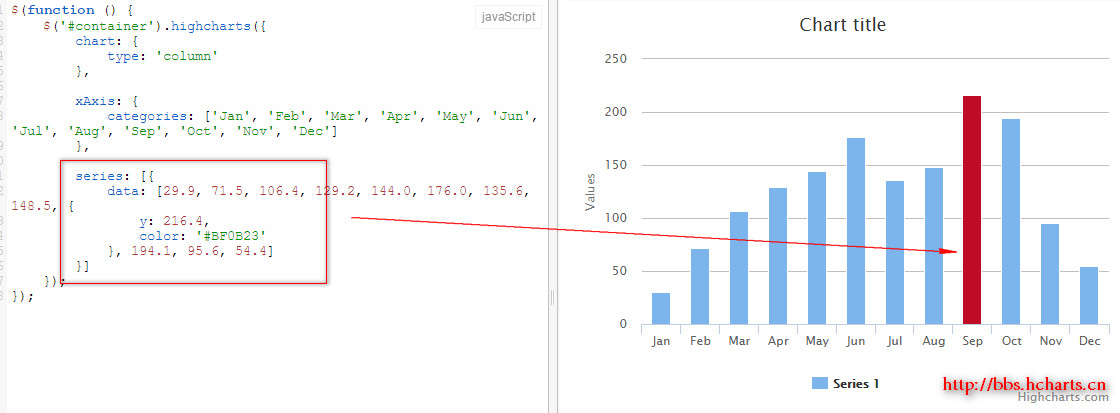 $(function () {
$('#container').highcharts({
chart: {
type: 'column'
},
xAxis: {
categories: ['Jan', 'Feb', 'Mar', 'Apr', 'May', 'Jun',
'Jul', 'Aug', 'Sep', 'Oct', 'Nov', 'Dec']
},
series: [{
data: [29.9, 71.5, 106.4, 129.2, 144.0, 176.0, 135.6,
148.5, {
y: 216.4,
color: '#BF0B23'
}, 194.1, 95.6, 54.4]
}]
});
});
javaScript
Chart title
250
200
150
100
50
0
Values
Jan Feb Mar Apr May Jun Jul Aug Sep Oct Nov Dec
Series 1
http://bbs.hcharts.cn
Highcharts.com